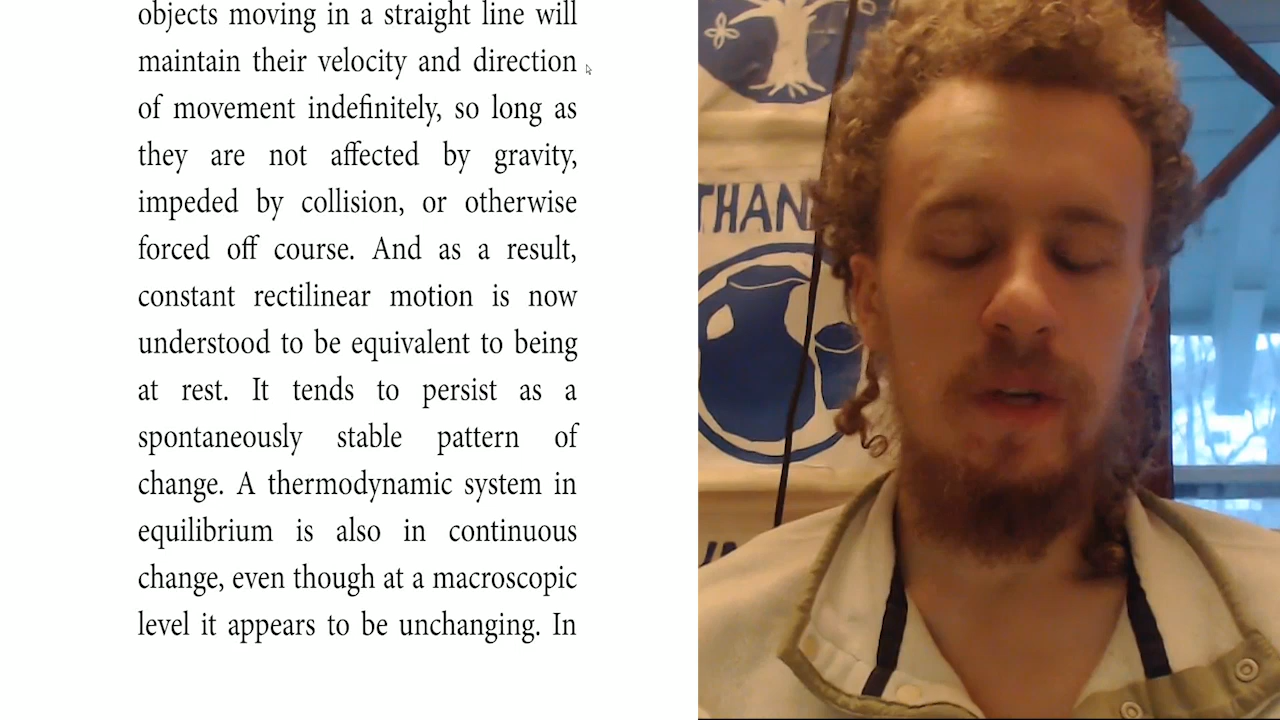 objects moving in a straight line will
maintain their velocity and direction
of movement indefinitely, so long as
they are not affected by gravity,
impeded by collision, or otherwise
forced off course. And as a result,
constant rectilinear motion is now
understood to be equivalent to being
at rest. It tends to persist as a
spontaneously stable pattern of
change. A thermodynamic system in
equilibrium is also in continuous
change, even though at a macroscopic
level it appears to be unchanging. In
THAN